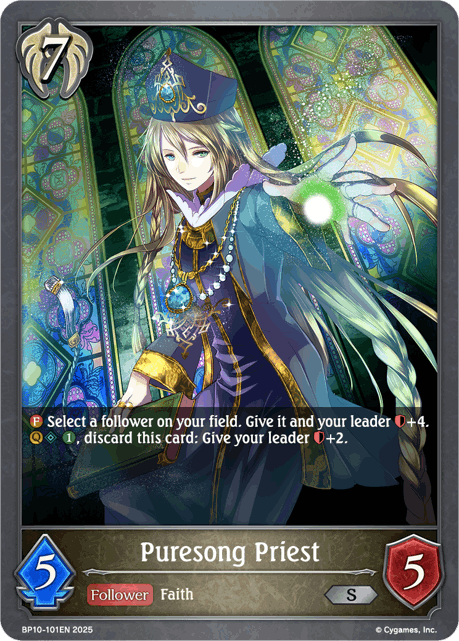 7
F Select a follower on your field. Give it and your leader +4.
Q 1, discard this card: Give your leader +2.
Puresong Priest
5 Follower Faith S 5
BP10-101EN 2025 © Cygames, Inc.